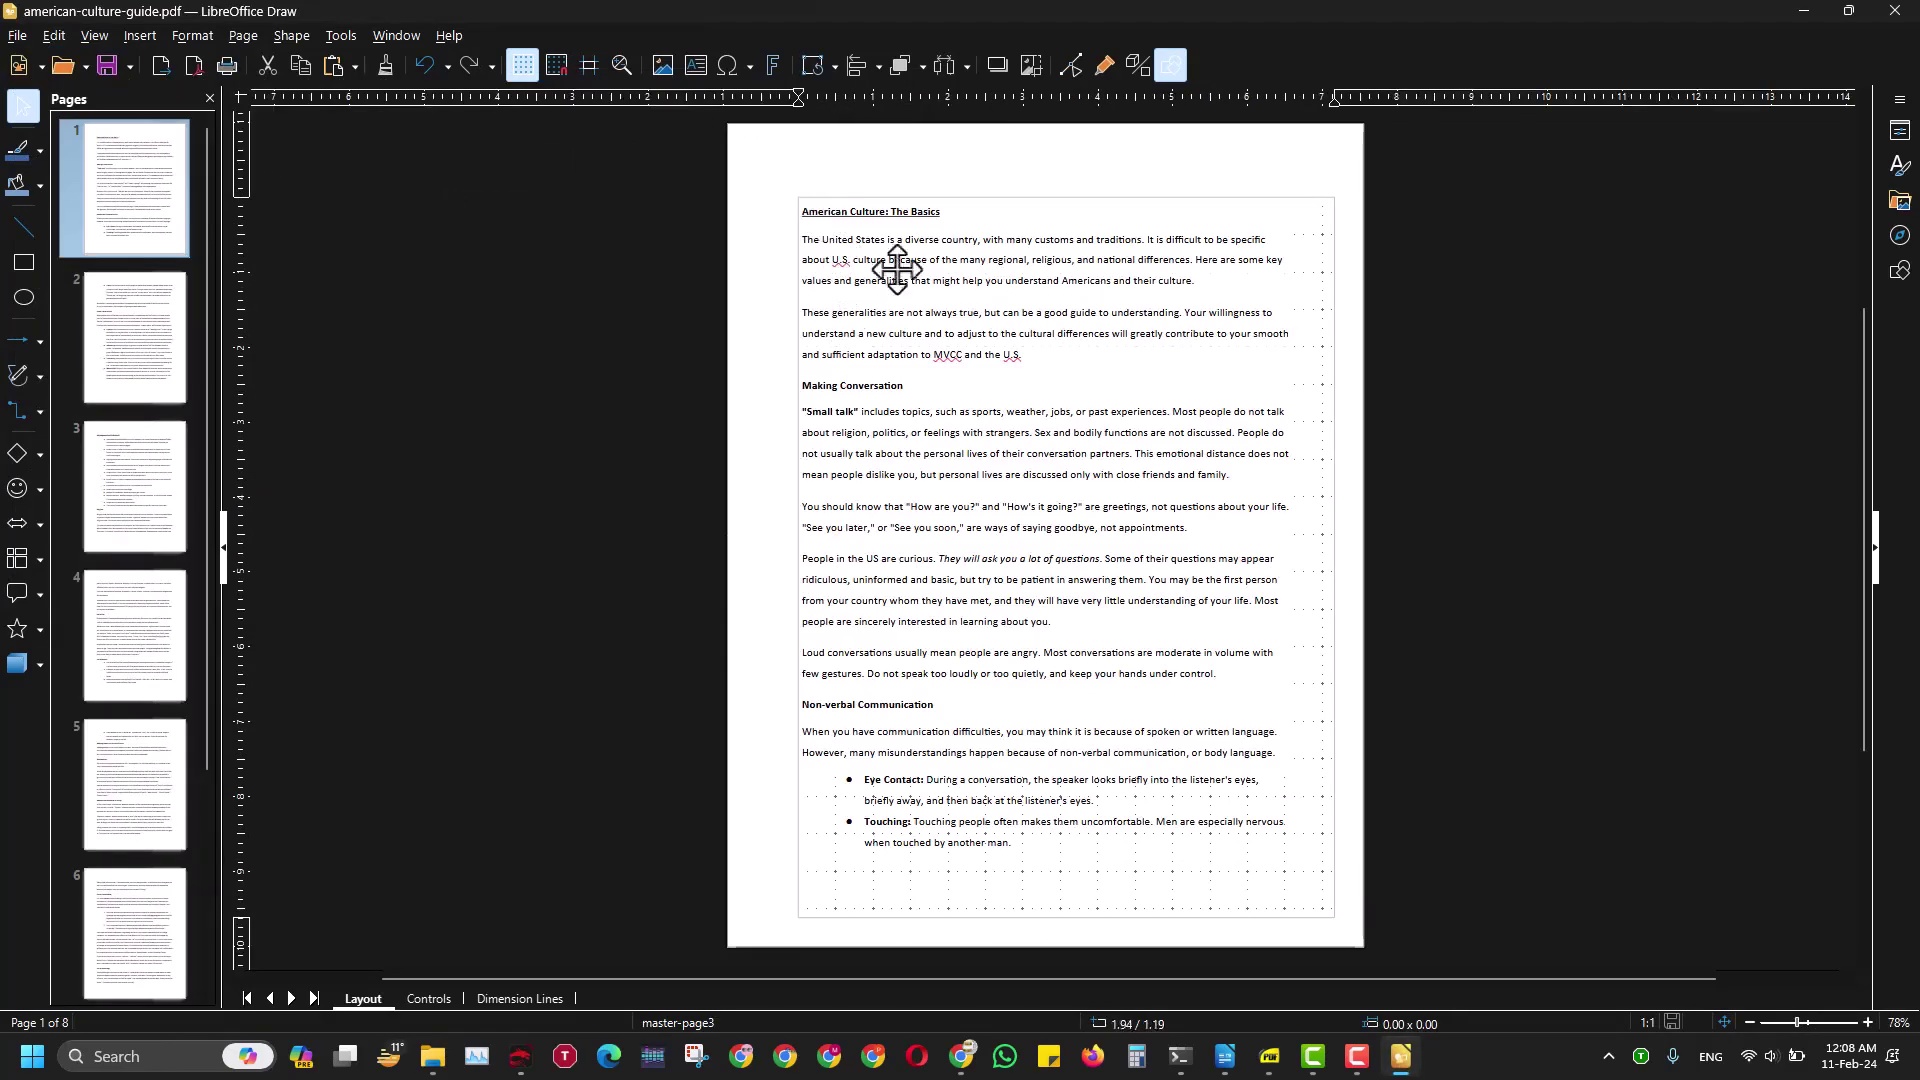 american-culture-guide.pdf — LibreOffice Draw
File Edit View Insert Format Page Shape Tools Window Help
Pages
1
2
3
4
5
6
American Culture: The Basics
The United States is a diverse country, with many customs and traditions. It is difficult to be specific
about U.S. culture because of the many regional, religious, and national differences. Here are some key
values and generalities that might help you understand Americans and their culture.
These generalities are not always true, but can be a good guide to understanding. Your willingness to
understand a new culture and to adjust to the cultural differences will greatly contribute to your smooth
and sufficient adaptation to MVCC and the U.S.
Making Conversation
"Small talk" includes topics, such as sports, weather, jobs, or past experiences. Most people do not talk
about religion, politics, or feelings with strangers. Sex and bodily functions are not discussed. People do
not usually talk about the personal lives of their conversation partners. This emotional distance does not
mean people dislike you, but personal lives are discussed only with close friends and family.
You should know that "How are you?" and "How's it going?" are greetings, not questions about your life.
"See you later," or "See you soon," are ways of saying goodbye, not appointments.
People in the US are curious. They will ask you a lot of questions. Some of their questions may appear
ridiculous, uninformed and basic, but try to be patient in answering them. You may be the first person
from your country whom they have met, and they will have very little understanding of your life. Most
people are sincerely interested in learning about you.
Loud conversations usually mean people are angry. Most conversations are moderate in volume with
few gestures. Do not speak too loudly or too quietly, and keep your hands under control.
Non-verbal Communication
When you have communication difficulties, you may think it is because of spoken or written language.
However, many misunderstandings happen because of non-verbal communication, or body language.
● Eye Contact: During a conversation, the speaker looks briefly into the listener's eyes,
briefly away, and then back at the listener's eyes.
● Touching: Touching people often makes them uncomfortable. Men are especially nervous
when touched by another man.
Layout Controls Dimension Lines
Page 1 of 8 master-page3 1.94 / 1.19 0.00 x 0.00 1:1 78%
Search PRE 11° ENG 12:08 AM
11-Feb-24